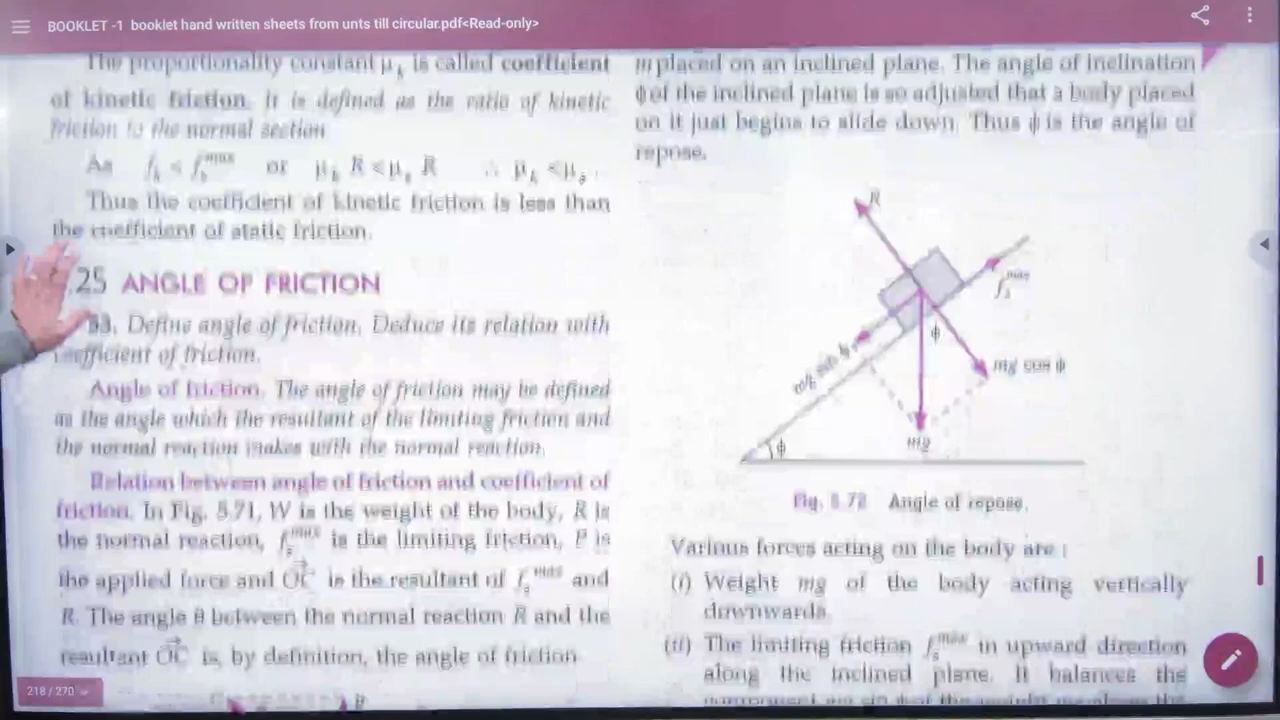 BOOKLET -1 booklet hand written sheets from unts till circular.pdf<Read-only>
The proportionality constant μk is called coefficient
of kinetic friction. It is defined as the ratio of kinetic
friction to the normal section
As fk < fs^max or μk R < μs R ∴ μk < μs.
Thus the coefficient of kinetic friction is less than
the coefficient of static friction.
.25 ANGLE OF FRICTION
33. Define angle of friction. Deduce its relation with
coefficient of friction.
Angle of friction. The angle of friction may be defined
as the angle which the resultant of the limiting friction and
the normal reaction makes with the normal reaction.
Relation between angle of friction and coefficient of
friction. In Fig. 5.71, W is the weight of the body, R is
the normal reaction, fs^max is the limiting friction, P is
the applied force and OC is the resultant of fs^max and
R. The angle θ between the normal reaction R and the
resultant OC is, by definition, the angle of friction
R
218 / 270
m placed on an inclined plane. The angle of inclination
ϕ of the inclined plane is so adjusted that a body placed
on it just begins to slide down. Thus ϕ is the angle of
repose.
R
fs^max
ϕ
mg sin ϕ
mg cos ϕ
mg
ϕ
Fig. 5.72 Angle of repose.
Various forces acting on the body are :
(i) Weight mg of the body acting vertically
downwards.
(ii) The limiting friction fs^max in upward direction
along the inclined plane. It balances the
component mg sin ϕ of the weight mg along the